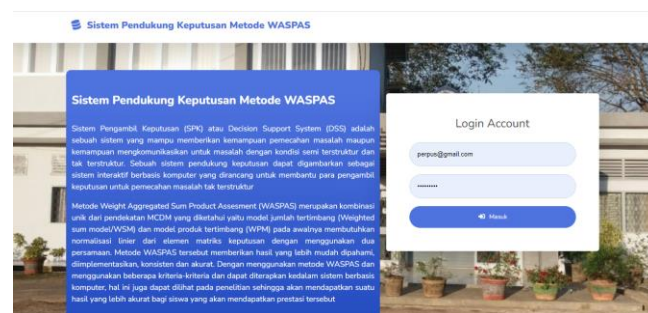 Sistem Pendukung Keputusan Metode WASPAS
Sistem Pendukung Keputusan Metode WASPAS
Sistem Pengambil Keputusan (SPK) atau Decision Support System (DSS) adalah
sebuah sistem yang mampu memberikan kemampuan pemecahan masalah maupun
kemampuan mengkomunikasikan untuk masalah dengan kondisi semi terstruktur dan
tak terstruktur. Sebuah sistem pendukung keputusan dapat digambarkan sebagai
sistem interaktif berbasis komputer yang dirancang untuk membantu para pengambil
keputusan untuk pemecahan masalah tak terstruktur
Metode Weight Aggregated Sum Product Assesment (WASPAS) merupakan kombinasi
unik dari pendekatan MCDM yang diketahui yaitu model jumlah tertimbang (Weighted
sum model/WSM) dan model produk tertimbang (WPM) pada awalnya membutuhkan
normalisasi linier dari elemen matriks keputusan dengan menggunakan dua
persamaan. Metode WASPAS tersebut memberikan hasil yang lebih mudah dipahami,
diimplementasikan, konsisten dan akurat. Dengan menggunakan metode WASPAS dan
menggunakan beberapa kriteria-kriteria dan dapat diterapkan kedalam sistem berbasis
komputer, hal ini juga dapat dilihat pada penelitian sehingga akan mendapatkan suatu
hasil yang lebih akurat bagi siswa yang akan mendapatkan prestasi tersebut
Login Account
perpus@gmail.com
Masuk